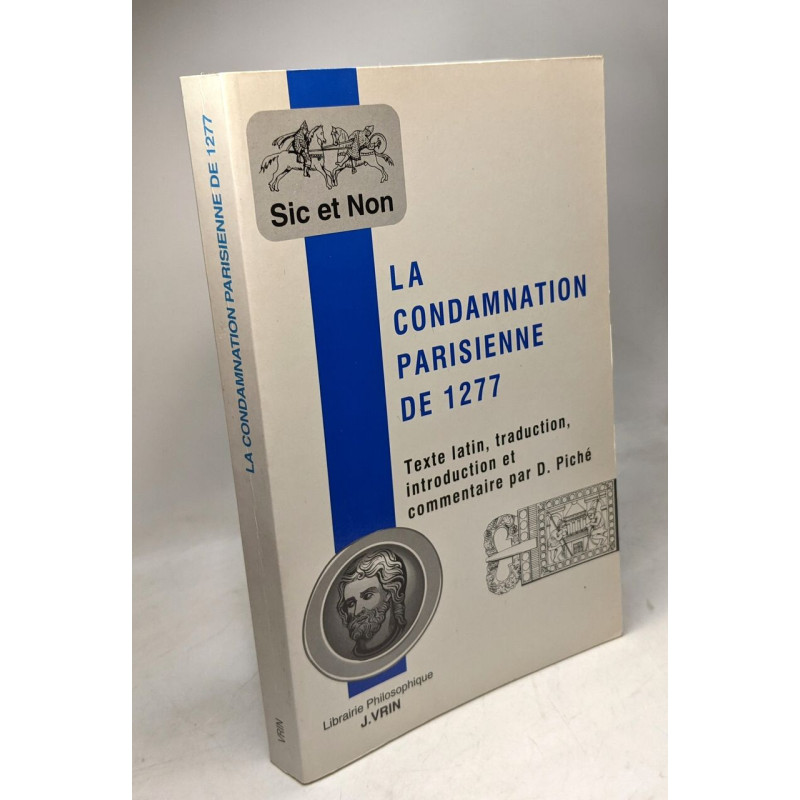 LA CONDAMNATION PARISIENNE DE 1277
VRIN
Sic et Non
LA
CONDAMNATION
PARISIENNE
DE 1277
Texte latin, traduction,
introduction et
commentaire par D. Piché
Librairie Philosophique
J. VRIN